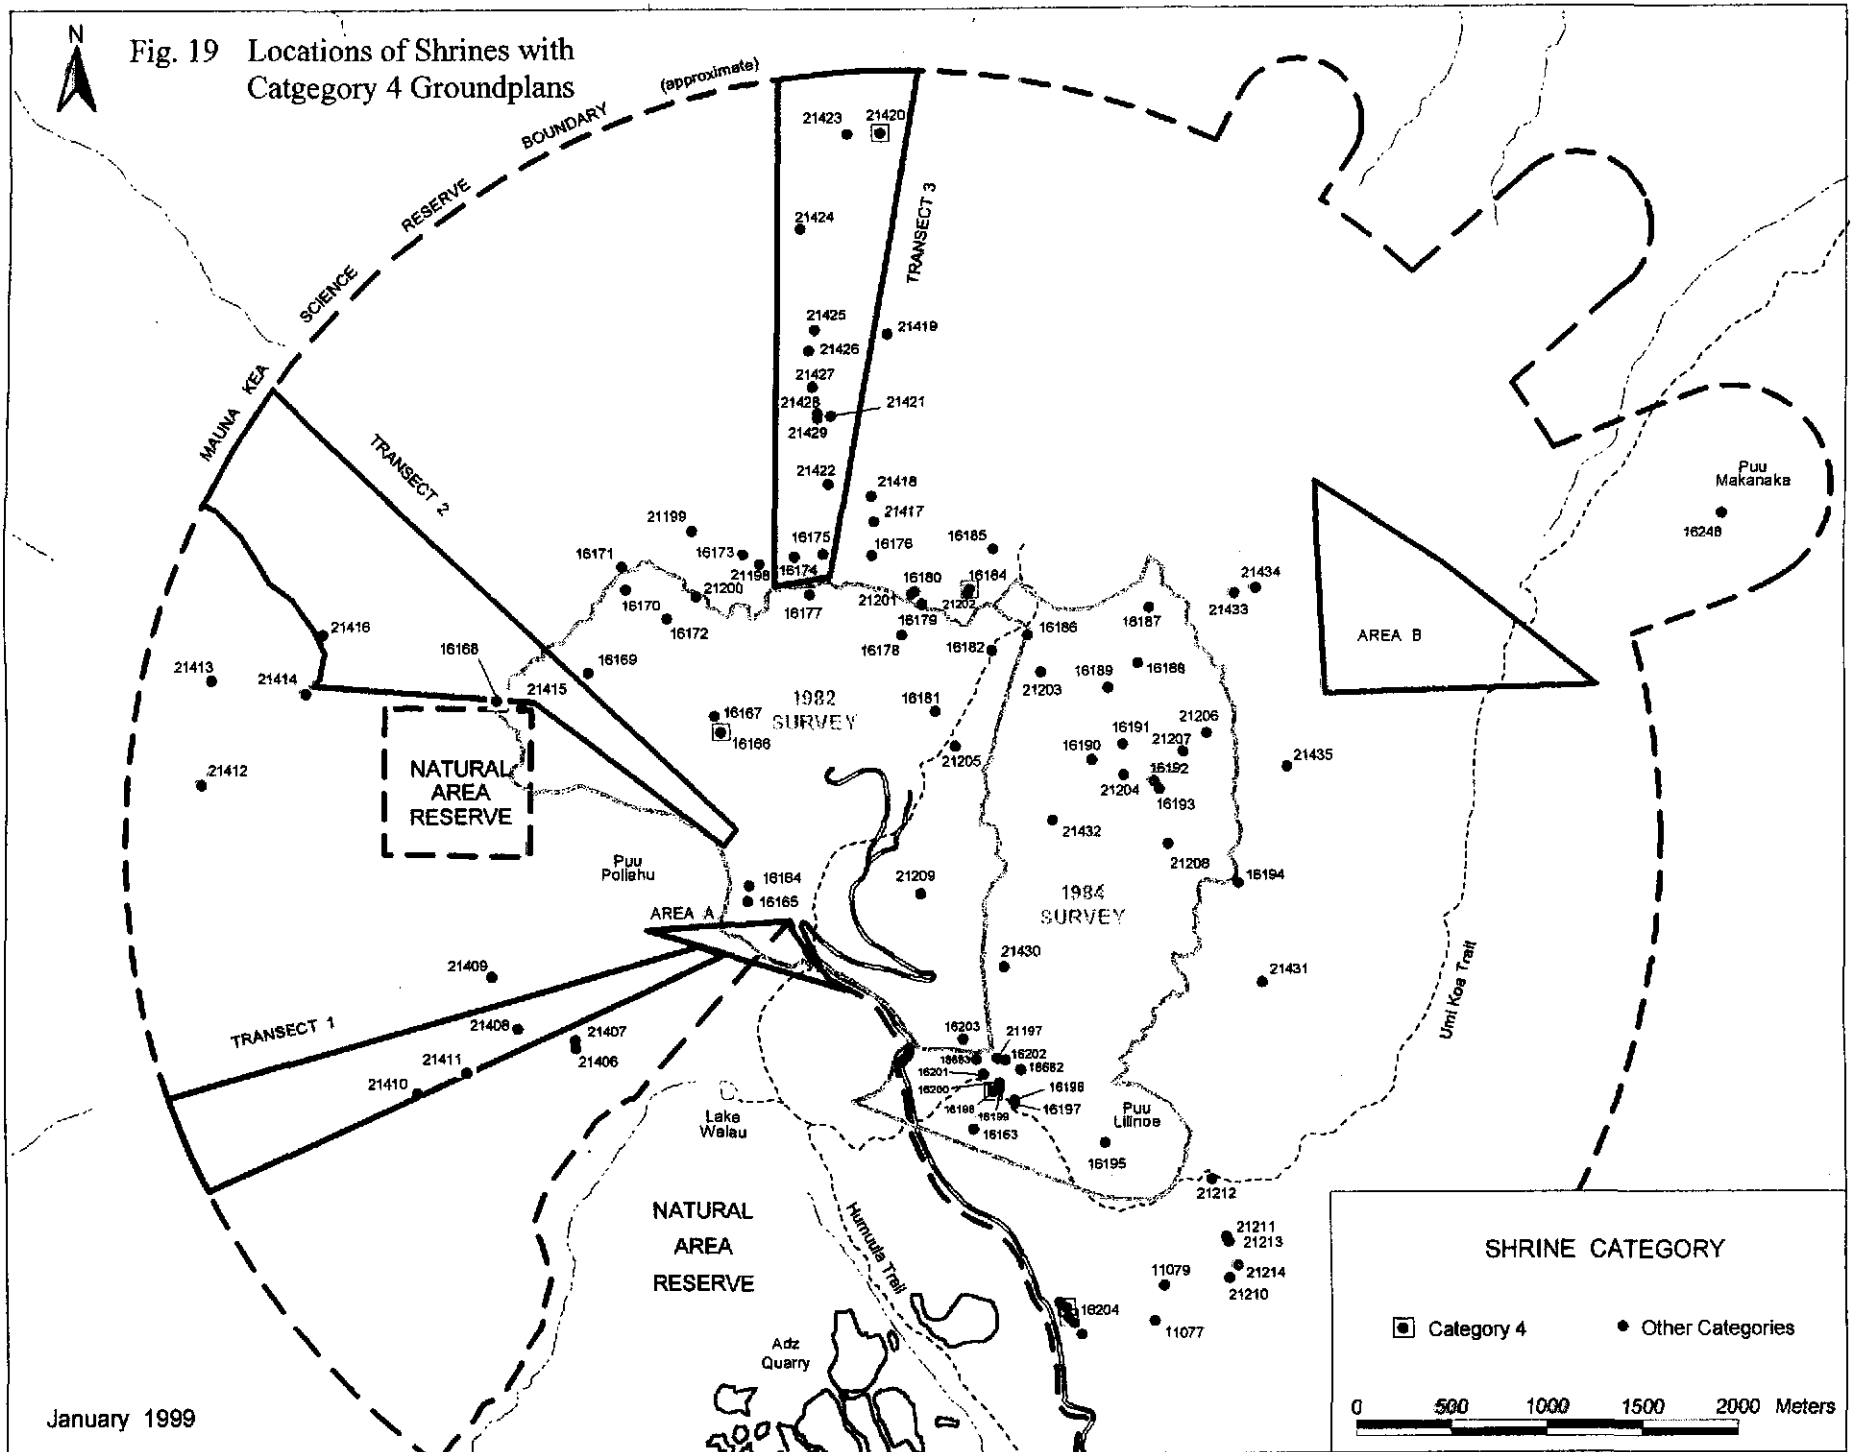 N
Fig. 19 Locations of Shrines with
Catgegory 4 Groundplans
MAUNA KEA SCIENCE RESERVE BOUNDARY (approximate)
21423
21420
21424
TRANSECT 3
21425
21419
21426
21427
21428
21421
21429
21422
21418
21417
TRANSECT 2
21199
16173
16175
16176
16185
16171
21198
16174
16180
16184
21434
21200
16170
16177
21201
21202
21433
16179
16172
16178
16182
16186
16187
Puu
Makanaka
16248
AREA B
21416
16168
16169
21203
16189
16188
21413
21414
21415
16167
16166
1982
SURVEY
16181
21205
16191
21206
21207
16190
16192
21204
16193
21435
21412
NATURAL
AREA
RESERVE
21432
21208
Puu
Poliahu
16164
16165
21209
16194
1984
SURVEY
AREA A
21430
21409
21431
Umi Koa Trail
TRANSECT 1
21408
21407
21406
21411
21410
16203
21197
18683
16202
16201
18682
16200
16198
16199
16198
16197
16163
Puu
Lilinoe
16195
Lake
Waiau
21212
NATURAL
AREA
RESERVE
Humuula Trail
21211
21213
21214
21210
11079
11077
16204
Adz
Quarry
SHRINE CATEGORY
Category 4
Other Categories
0 500 1000 1500 2000 Meters
January 1999